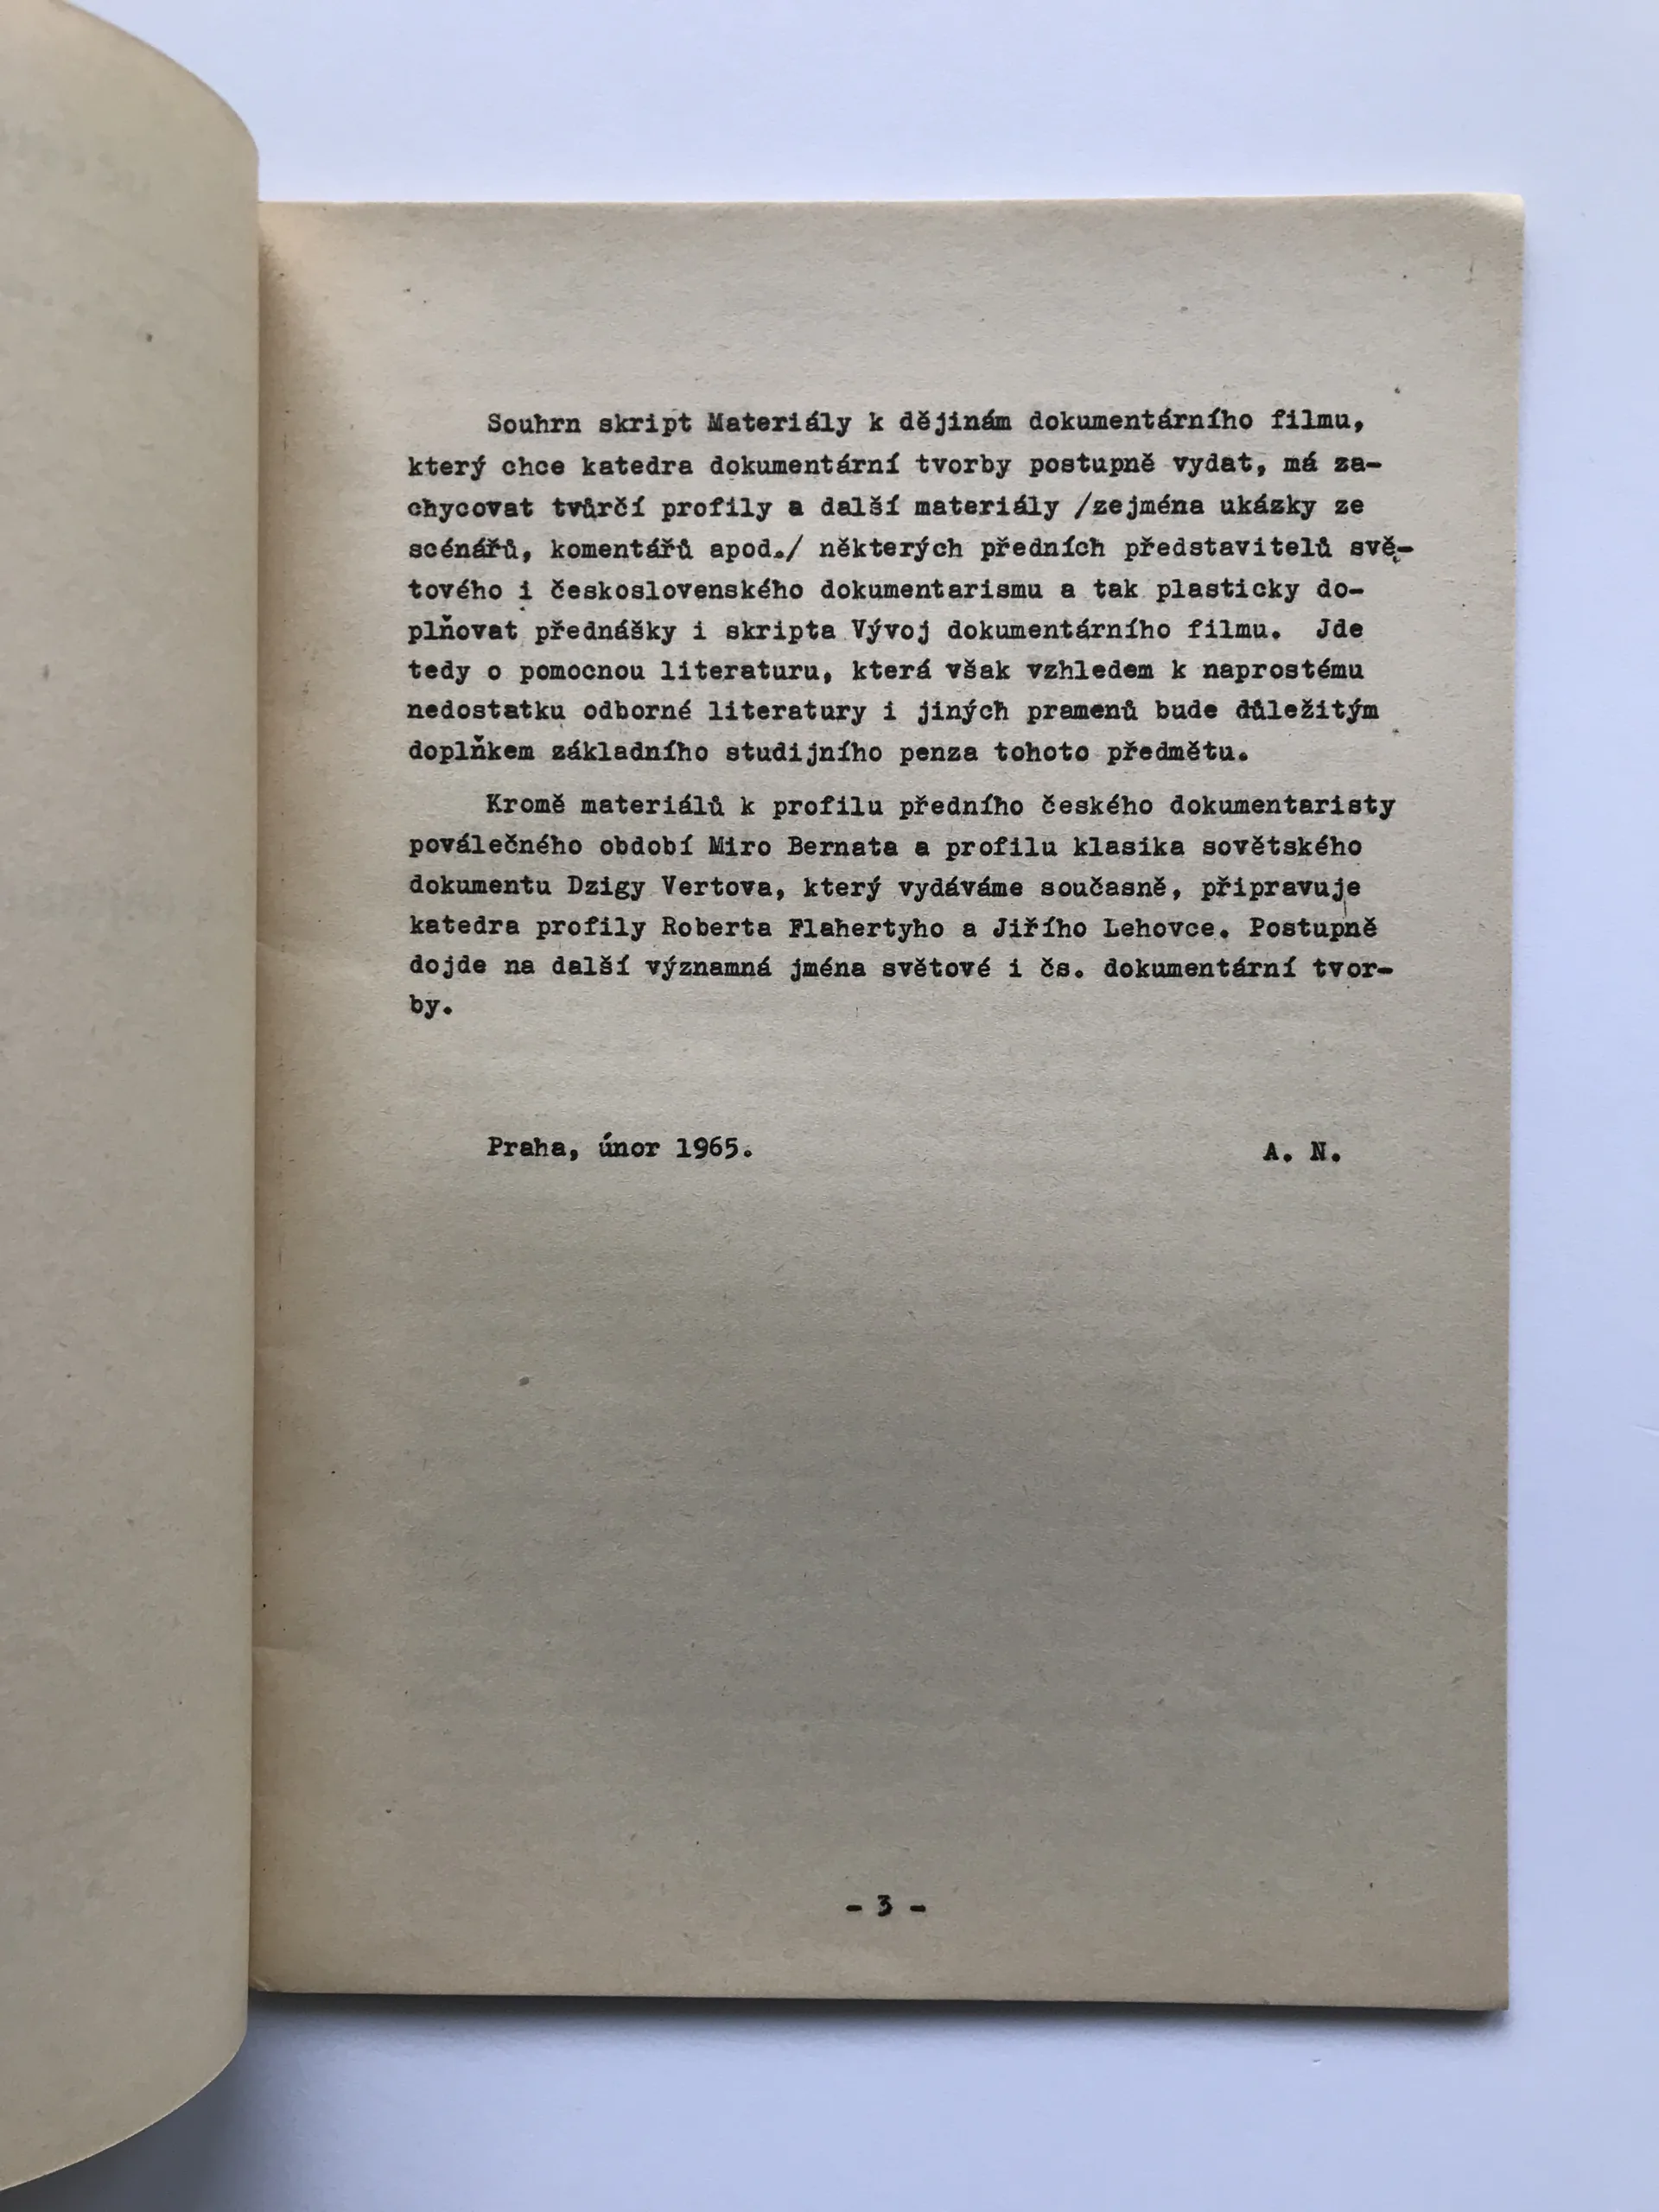 Souhrn skript Materiály k dějinám dokumentárního filmu,
který chce katedra dokumentární tvorby postupně vydat, má za-
chycovat tvůrčí profily a další materiály /zejména ukázky ze
scénářů, komentářů apod./ některých předních představitelů svě-
tového i československého dokumentarismu a tak plasticky do-
plňovat přednášky i skripta Vývoj dokumentárního filmu. Jde
tedy o pomocnou literaturu, která však vzhledem k naprostému
nedostatku odborné literatury i jiných pramenů bude důležitým
doplňkem základního studijního penza tohoto předmětu.
Kromě materiálů k profilu předního českého dokumentaristy
poválečného období Miro Bernata a profilu klasika sovětského
dokumentu Dzigy Vertova, který vydáváme současně, připravuje
katedra profily Roberta Flahertyho a Jiřího Lehovce. Postupně
dojde na další významná jména světové i čs. dokumentární tvor-
by.
Praha, únor 1965. A. N.
- 3 -